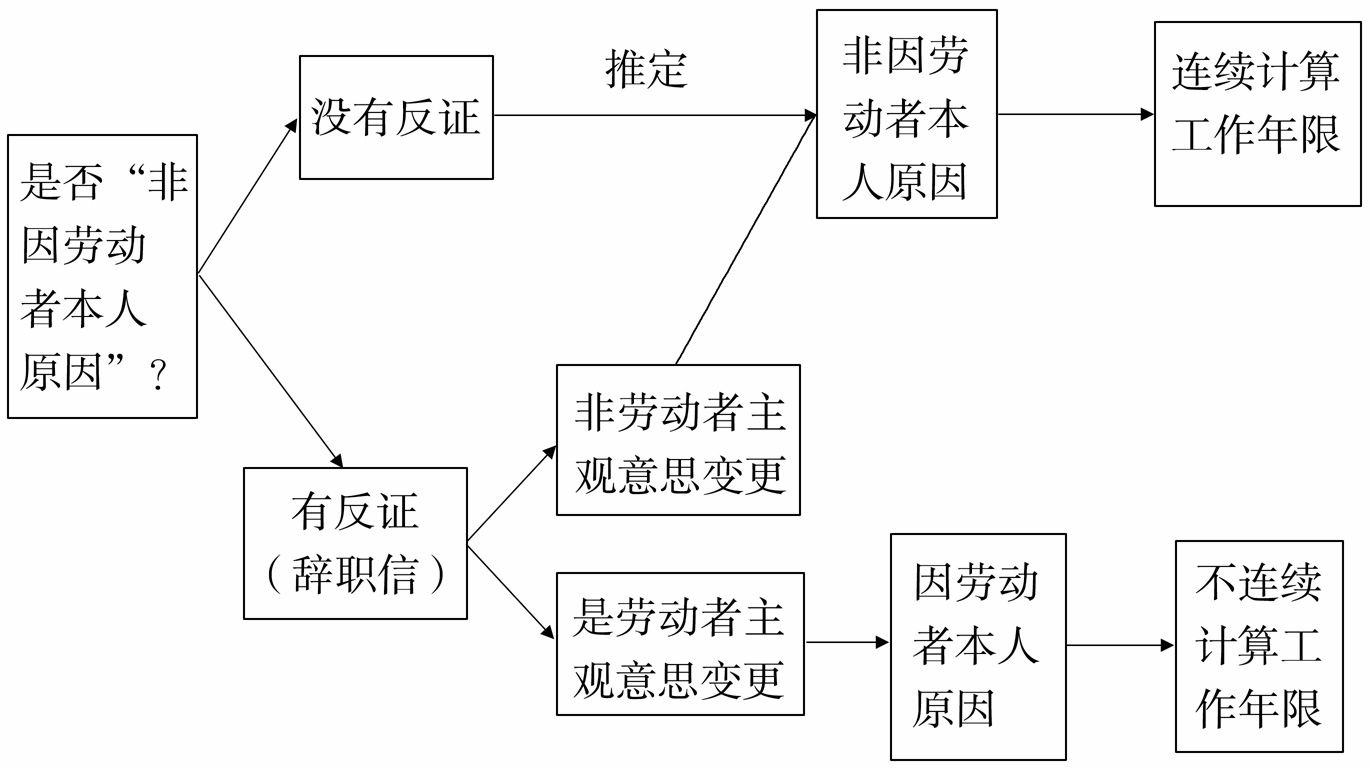 是否“非
因劳动
者本人
原因”?
没有反证
推定
非因劳
动者本
人原因
连续计算
工作年限
有反证
（辞职信）
非劳动者主
观意思变更
是劳动者主
观意思变更
因劳动
者本人
原因
不连续
计算工
作年限